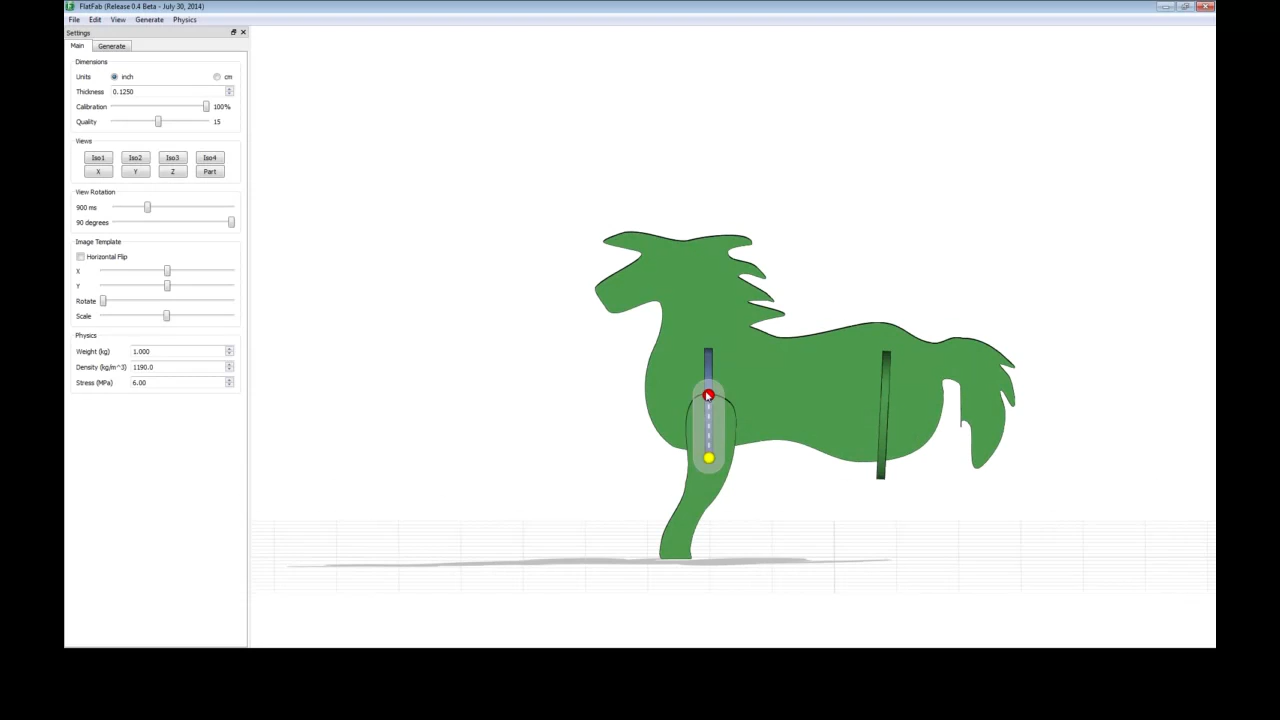 FlatFab (Release 0.4 Beta - July 30, 2014)
File Edit View Generate Physics
Settings
Main Generate
Dimensions
Units inch cm
Thickness 0.1250
Calibration 100%
Quality 15
Views
Iso1 Iso2 Iso3 Iso4
X Y Z Part
View Rotation
900 ms
90 degrees
Image Template
Horizontal Flip
X
Y
Rotate
Scale
Physics
Weight (kg) 1.000
Density (kg/m^3) 1190.0
Stress (MPa) 6.00